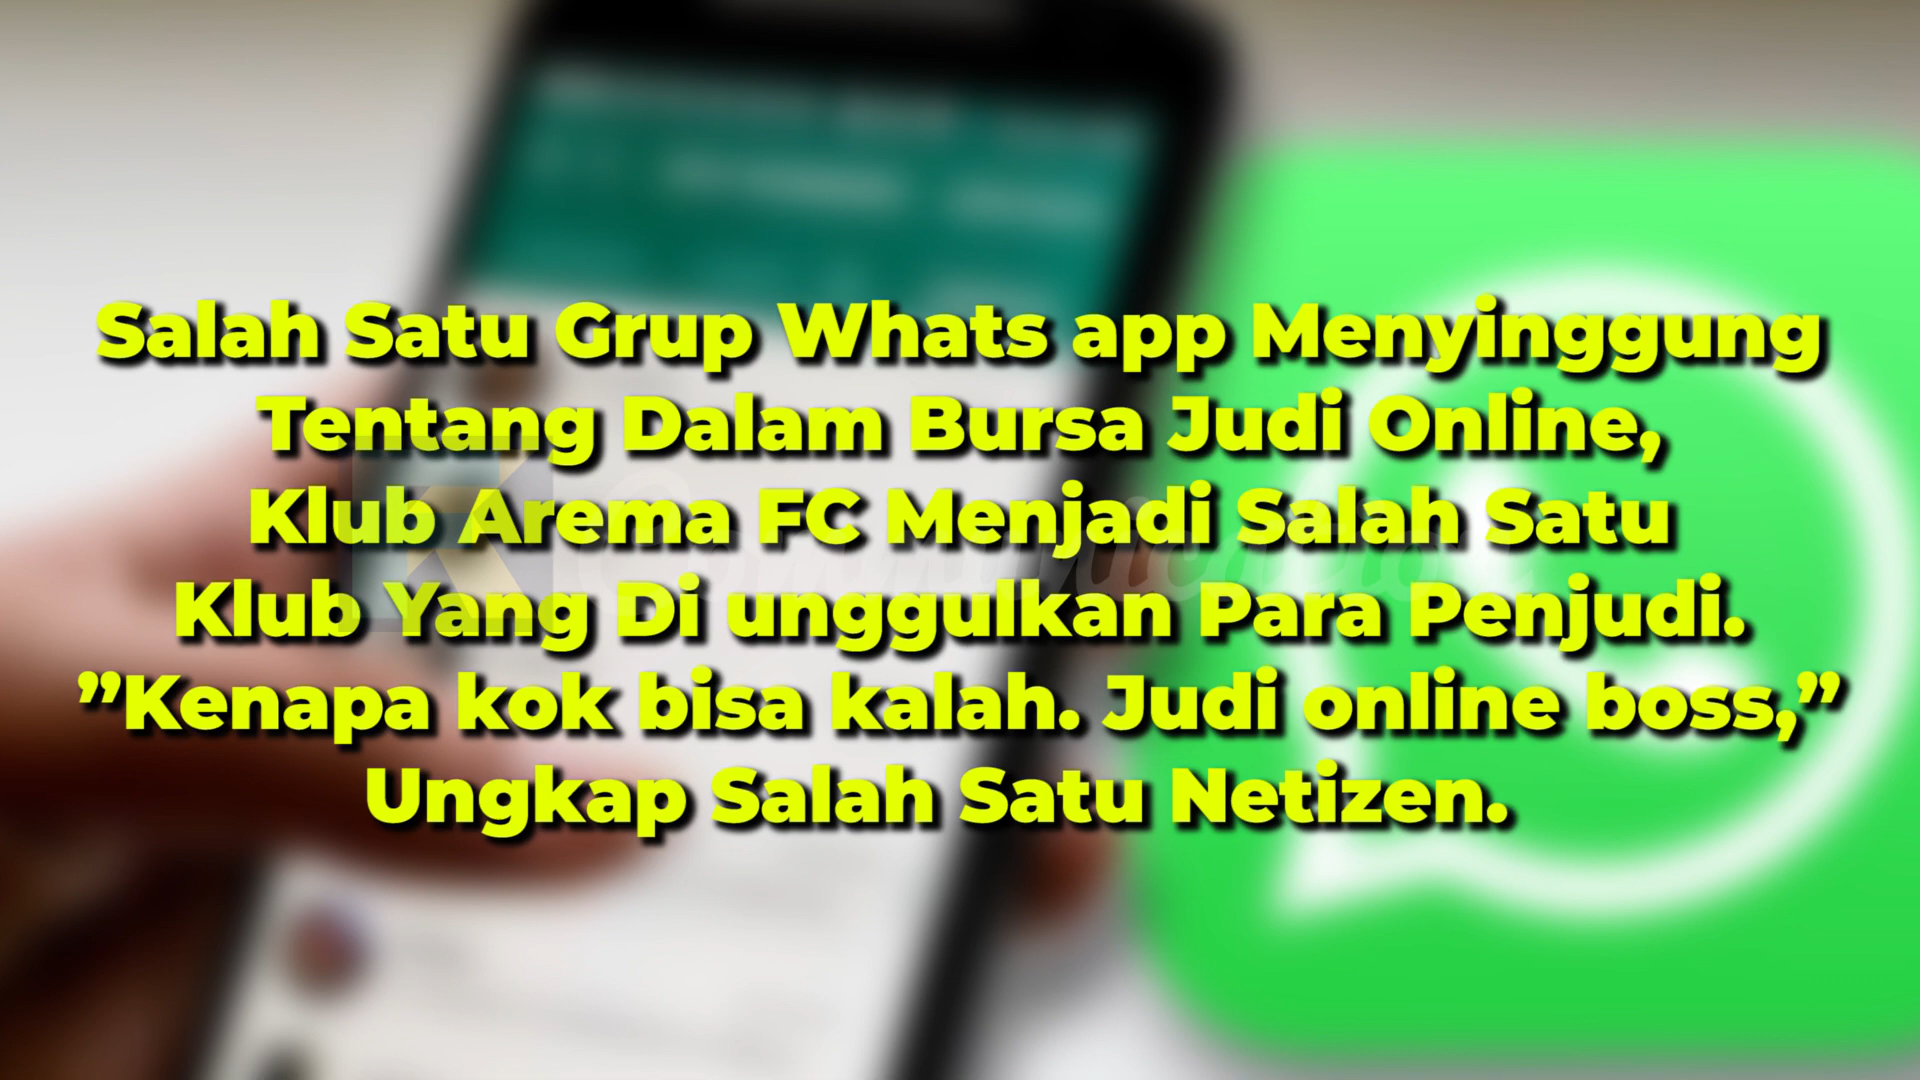 Salah Satu Grup Whats app Menyinggung
Tentang Dalam Bursa Judi Online,
Klub Arema FC Menjadi Salah Satu
Klub Yang Di unggulkan Para Penjudi.
”Kenapa kok bisa kalah. Judi online boss,”
Ungkap Salah Satu Netizen.
Communication